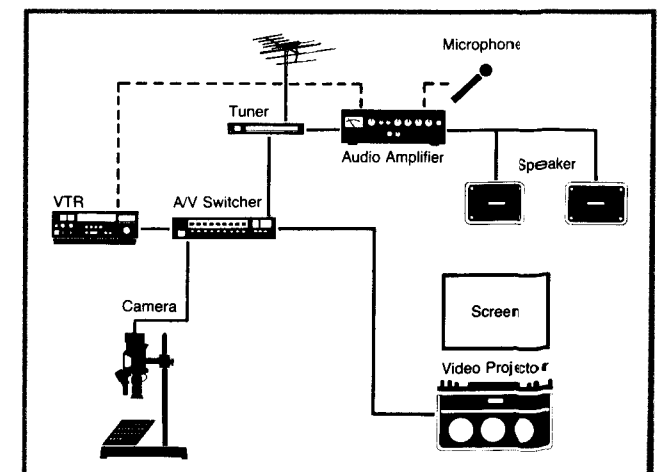 Microphone
Tuner
Audio Amplifier
Speaker
VTR
A/V Switcher
Camera
Screen
Video Projector